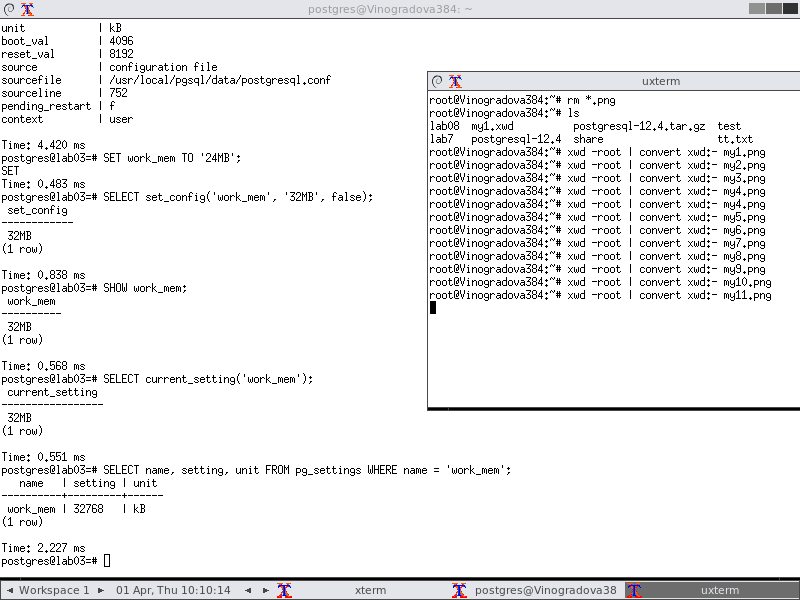 postgres@Vinogradova384: ~
unit            | kB
boot_val        | 4096
reset_val       | 8192
source          | configuration file
sourcefile      | /usr/local/pgsql/data/postgresql.conf
sourceline      | 752
pending_restart | f
context         | user
Time: 4.420 ms
postgres@lab03=# SET work_mem TO '24MB';
SET
Time: 0.483 ms
postgres@lab03=# SELECT set_config('work_mem', '32MB', false);
 set_config
------------
 32MB
(1 row)
Time: 0.838 ms
postgres@lab03=# SHOW work_mem;
 work_mem
----------
 32MB
(1 row)
Time: 0.568 ms
postgres@lab03=# SELECT current_setting('work_mem');
 current_setting
-----------------
 32MB
(1 row)
Time: 0.551 ms
postgres@lab03=# SELECT name, setting, unit FROM pg_settings WHERE name = 'work_mem';
   name   | setting | unit
----------+---------+------
 work_mem | 32768   | kB
(1 row)
Time: 2.227 ms
postgres@lab03=#
uxterm
root@Vinogradova384:~# rm *.png
root@Vinogradova384:~# ls
lab08  my1.xwd          postgresql-12.4.tar.gz  test
lab7   postgresql-12.4  share                   tt.txt
root@Vinogradova384:~# xwd -root | convert xwd:- my1.png
root@Vinogradova384:~# xwd -root | convert xwd:- my2.png
root@Vinogradova384:~# xwd -root | convert xwd:- my3.png
root@Vinogradova384:~# xwd -root | convert xwd:- my4.png
root@Vinogradova384:~# xwd -root | convert xwd:- my4.png
root@Vinogradova384:~# xwd -root | convert xwd:- my5.png
root@Vinogradova384:~# xwd -root | convert xwd:- my6.png
root@Vinogradova384:~# xwd -root | convert xwd:- my7.png
root@Vinogradova384:~# xwd -root | convert xwd:- my8.png
root@Vinogradova384:~# xwd -root | convert xwd:- my9.png
root@Vinogradova384:~# xwd -root | convert xwd:- my10.png
root@Vinogradova384:~# xwd -root | convert xwd:- my11.png
Workspace 1 01 Apr, Thu 10:10:14 xterm postgres@Vinogradova38 uxterm